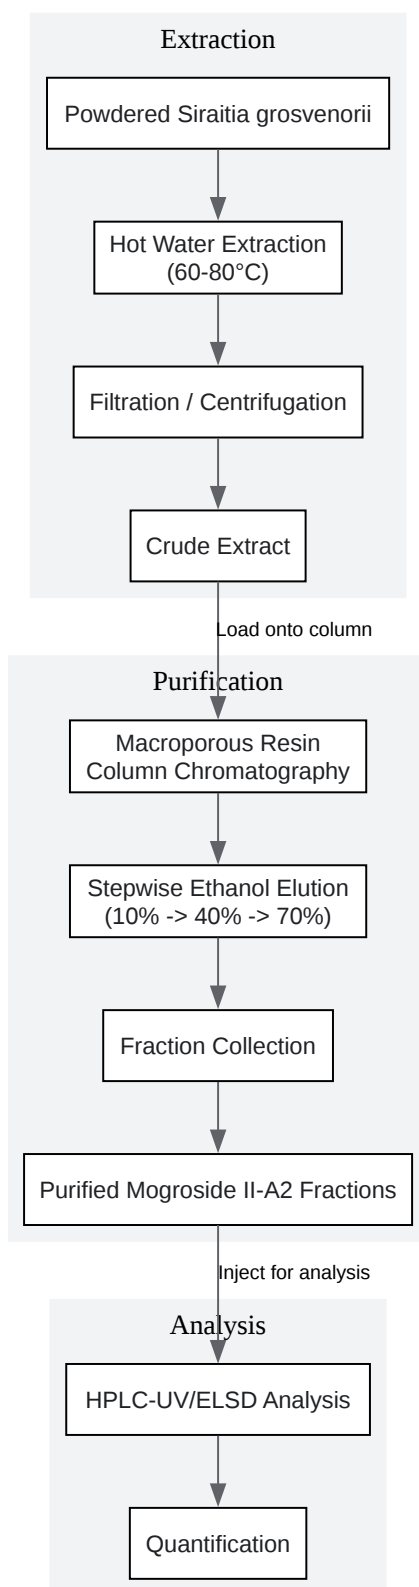 Extraction
Powdered Siraitia grosvenorii
Hot Water Extraction
(60-80°C)
Filtration / Centrifugation
Crude Extract
Load onto column
Purification
Macroporous Resin
Column Chromatography
Stepwise Ethanol Elution
(10% -> 40% -> 70%)
Fraction Collection
Purified Mogroside II-A2 Fractions
Inject for analysis
Analysis
HPLC-UV/ELSD Analysis
Quantification